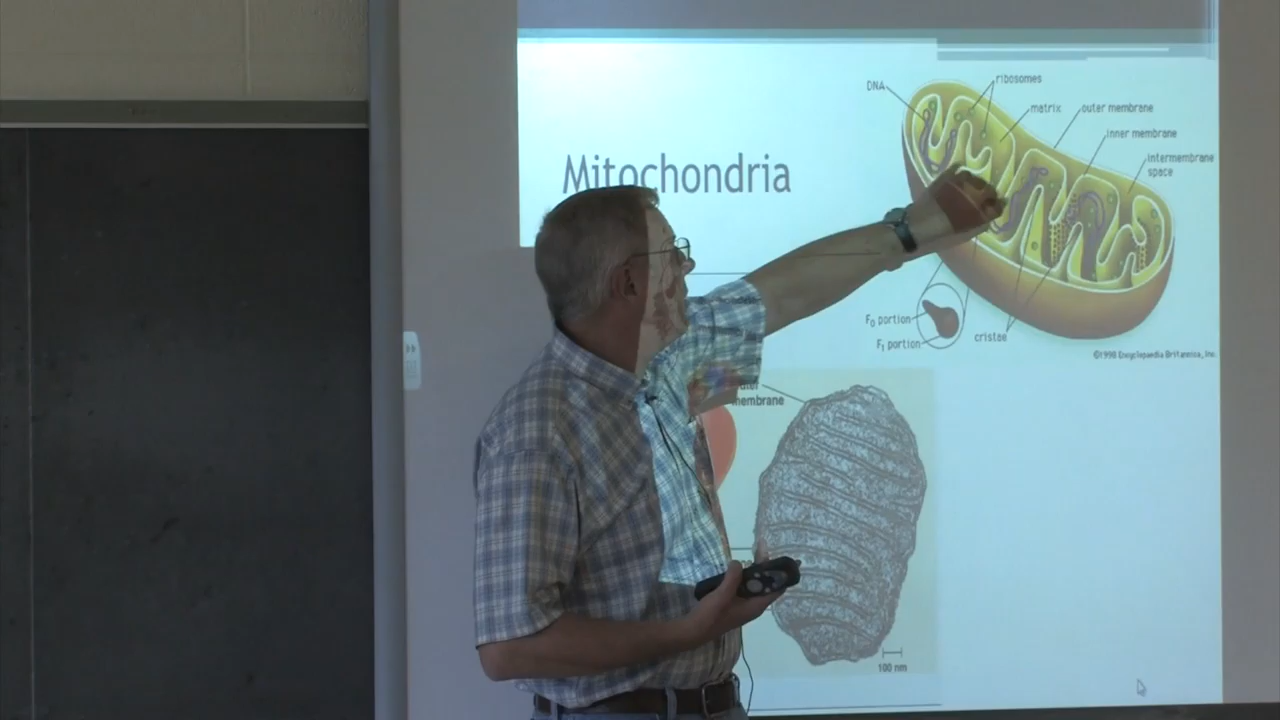 Mitochondria
DNA
ribosomes
matrix
outer membrane
inner membrane
intermembrane
space
F₀ portion
F₁ portion
cristae
©1998 Encyclopaedia Britannica, Inc.
membrane
100 nm